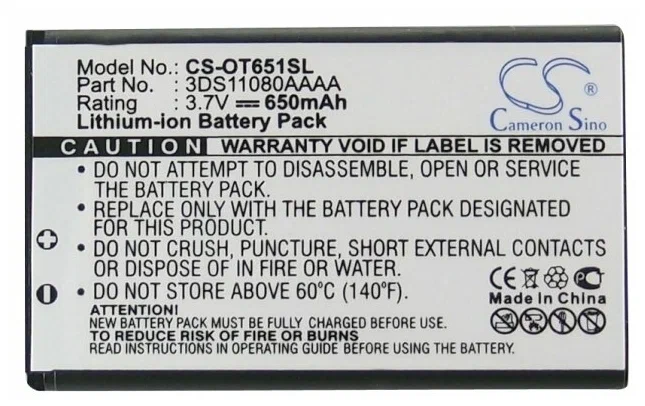 Model No.: CS-OT651SL
Part No. : 3DS11080AAAA
Rating : 3.7V 650mAh
Lithium-ion Battery Pack
CS ®
Cameron Sino
CAUTION WARRANTY VOID IF LABEL IS REMOVED
• DO NOT ATTEMPT TO DISASSEMBLE, OPEN OR SERVICE
THE BATTERY PACK.
• REPLACE ONLY WITH THE BATTERY PACK DESIGNATED
FOR THIS PRODUCT.
• DO NOT CRUSH, PUNCTURE, SHORT EXTERNAL CONTACTS
OR DISPOSE OF IN FIRE OR WATER.
• DO NOT STORE ABOVE 60°C (140°F).
CE
Made In China
ATTENTION!
NEW BATTERY PACK MUST BE FULLY CHARGED BEFORE USE.
TO REDUCE RISK OF FIRE OR BURNS
READ INSTRUCTIONS OF OPERATING GUIDE BEFORE USING BATTERY PACK.